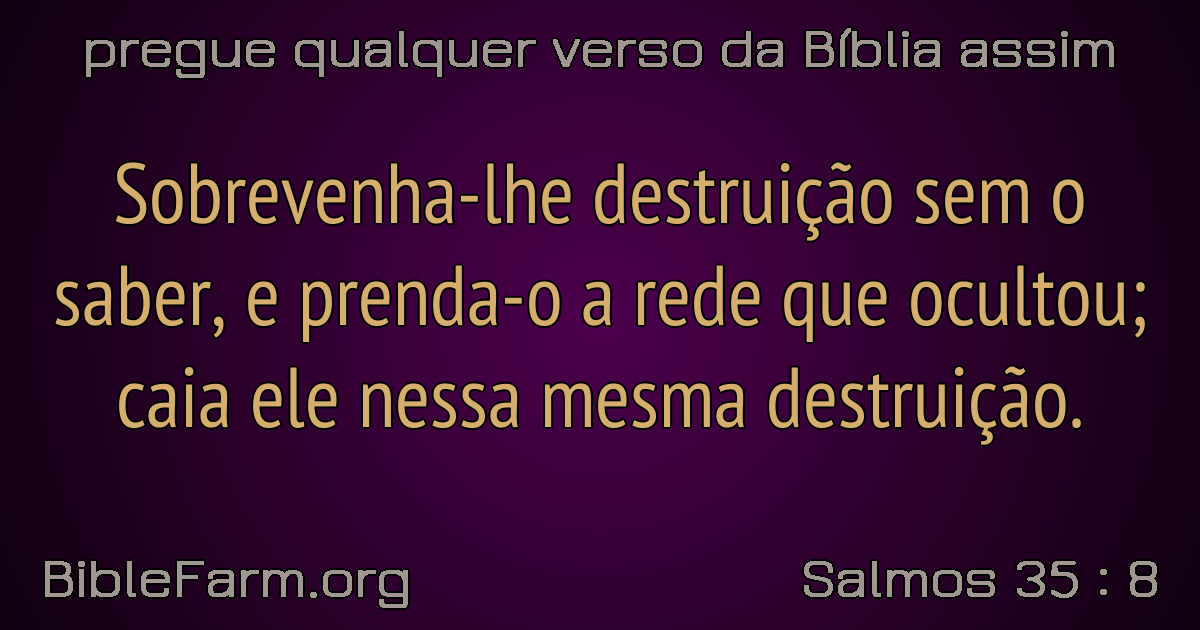 pregue qualquer verso da Bíblia assim
Sobrevenha-lhe destruição sem o
saber, e prenda-o a rede que ocultou;
caia ele nessa mesma destruição.
BibleFarm.org
Salmos 35 : 8